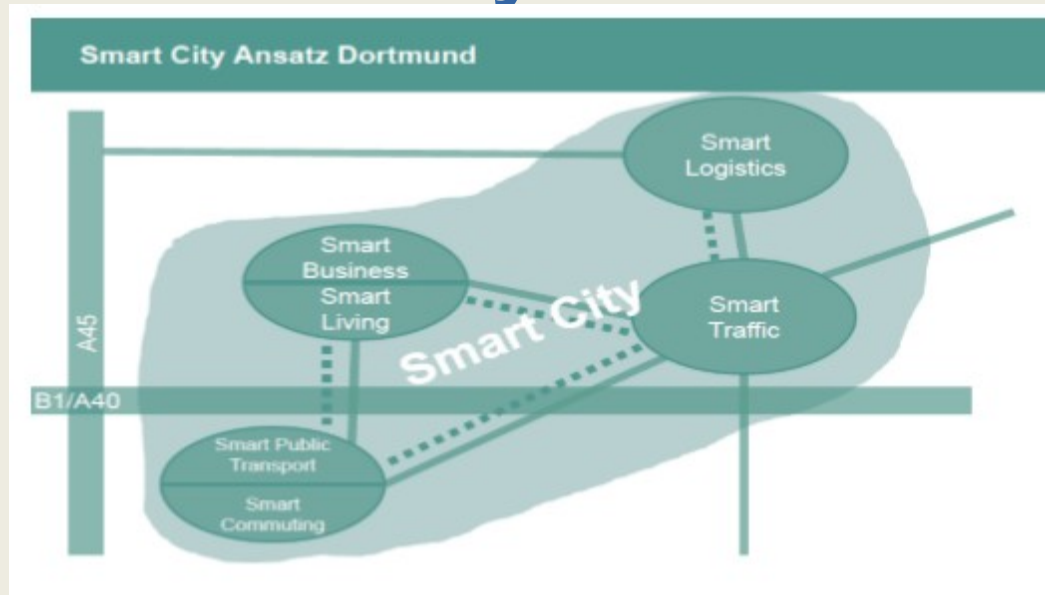 Smart City Ansatz Dortmund
Smart
Logistics
Smart
Business
Smart
Living
Smart City
Smart
Traffic
A45
B1/A40
Smart Public
Transport
Smart
Commuting